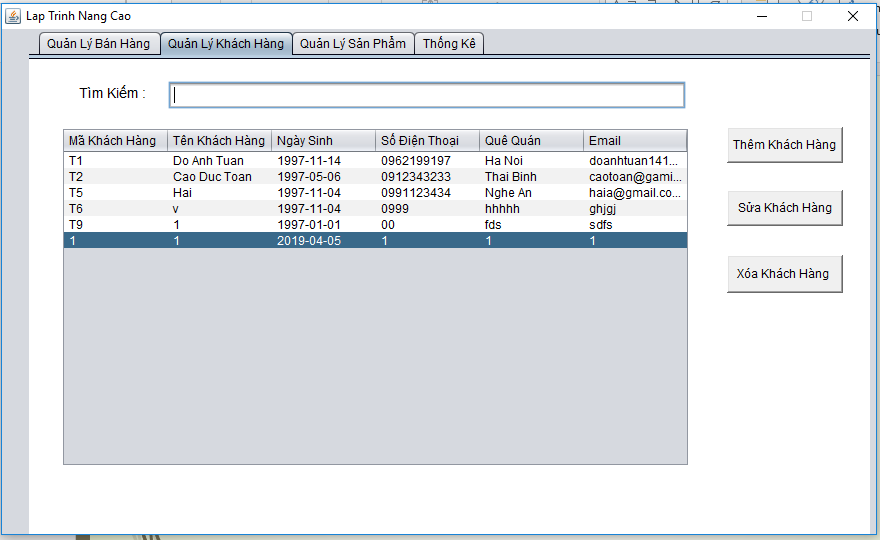 Lap Trinh Nang Cao
Quản Lý Bán Hàng Quản Lý Khách Hàng Quản Lý Sản Phẩm Thống Kê
Tìm Kiếm :
Mã Khách Hàng Tên Khách Hàng Ngày Sinh Số Điện Thoại Quê Quán Email
T1 Do Anh Tuan 1997-11-14 0962199197 Ha Noi doanhtuan141...
T2 Cao Duc Toan 1997-05-06 0912343233 Thai Binh caotoan@gami...
T5 Hai 1997-11-04 0991123434 Nghe An haia@gmail.co...
T6 v 1997-11-04 0999 hhhhh ghjgj
T9 1 1997-01-01 00 fds sdfs
1 1 2019-04-05 1 1 1
Thêm Khách Hàng
Sửa Khách Hàng
Xóa Khách Hàng